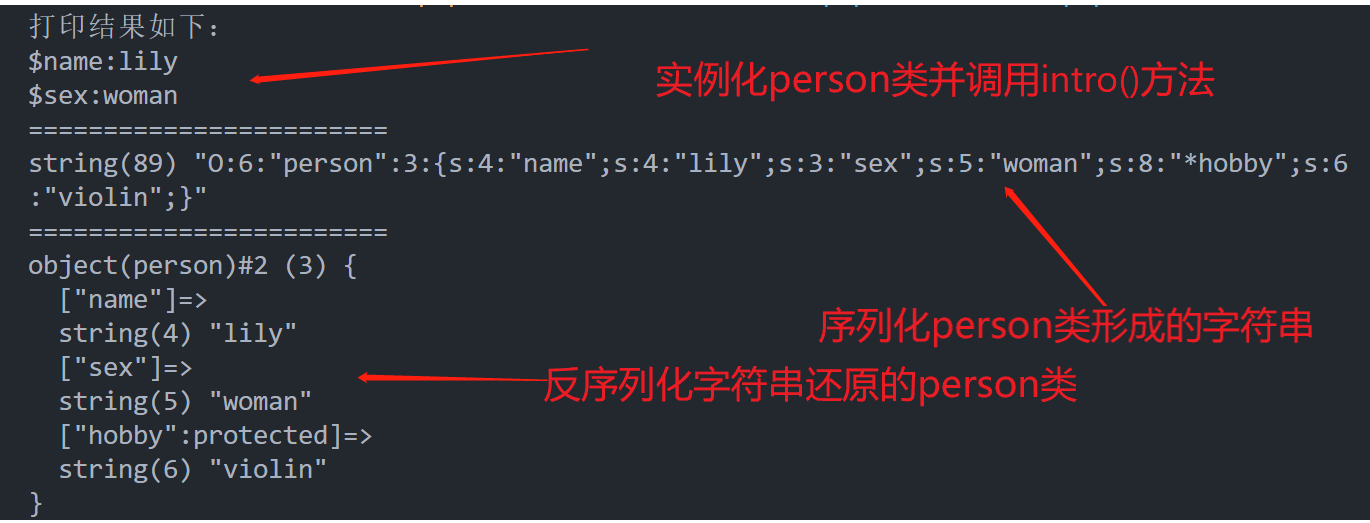 打印结果如下：
$name:lily
实例化person类并调用intro()方法
$sex:woman
========================
string(89) "O:6:"person":3:{s:4:"name";s:4:"lily";s:3:"sex";s:5:"woman";s:8:"*hobby";s:6
:"violin";}"
========================
object(person)#2 (3) {
["name"]=>
string(4) "lily"
序列化person类形成的字符串
["sex"]=>
反序列化字符串还原的person类
string(5) "woman"
["hobby":protected]=>
string(6) "violin"
}